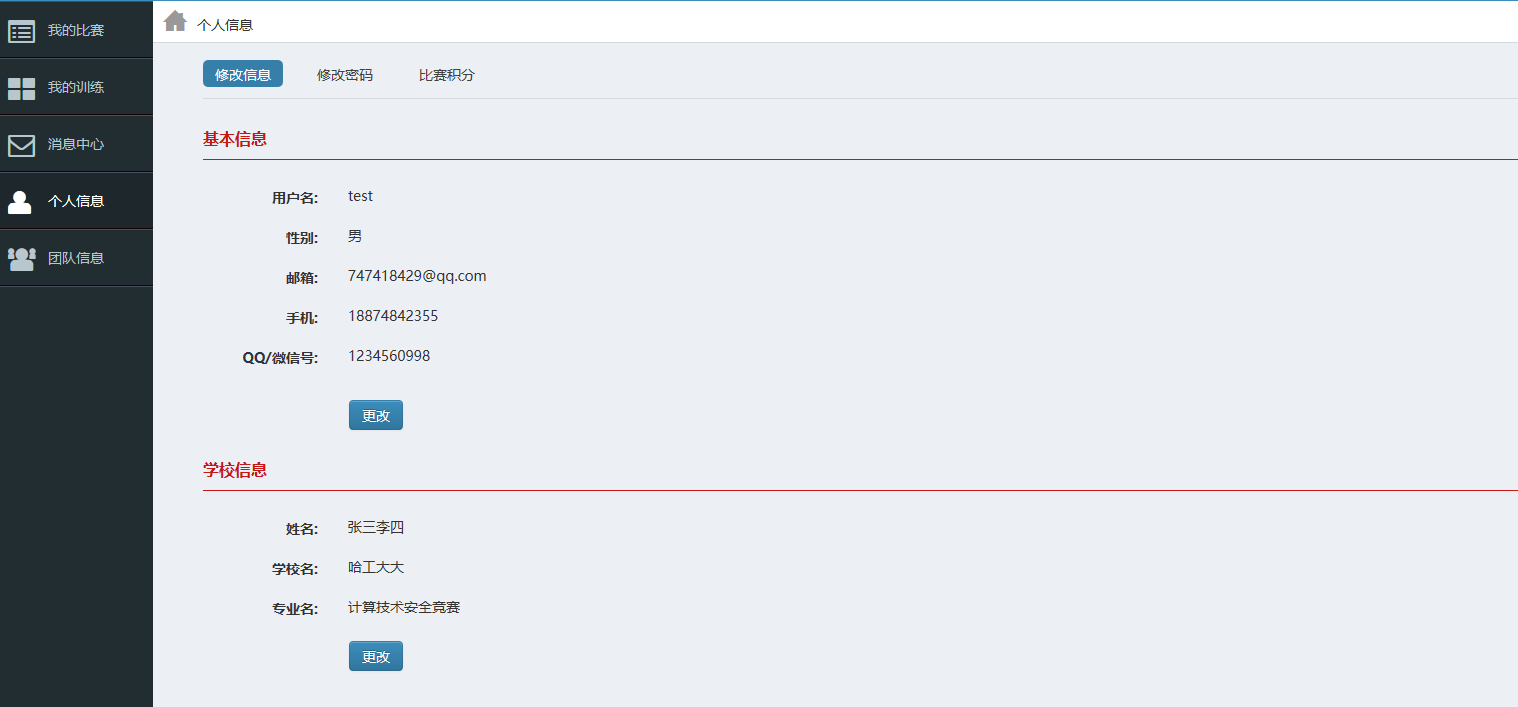 我的比赛
我的训练
消息中心
个人信息
团队信息
个人信息
修改信息 修改密码 比赛积分
基本信息
用户名: test
性别: 男
邮箱: 747418429@qq.com
手机: 18874842355
QQ/微信号: 1234560998
更改
学校信息
姓名: 张三李四
学校名: 哈工大大
专业名: 计算技术安全竞赛
更改